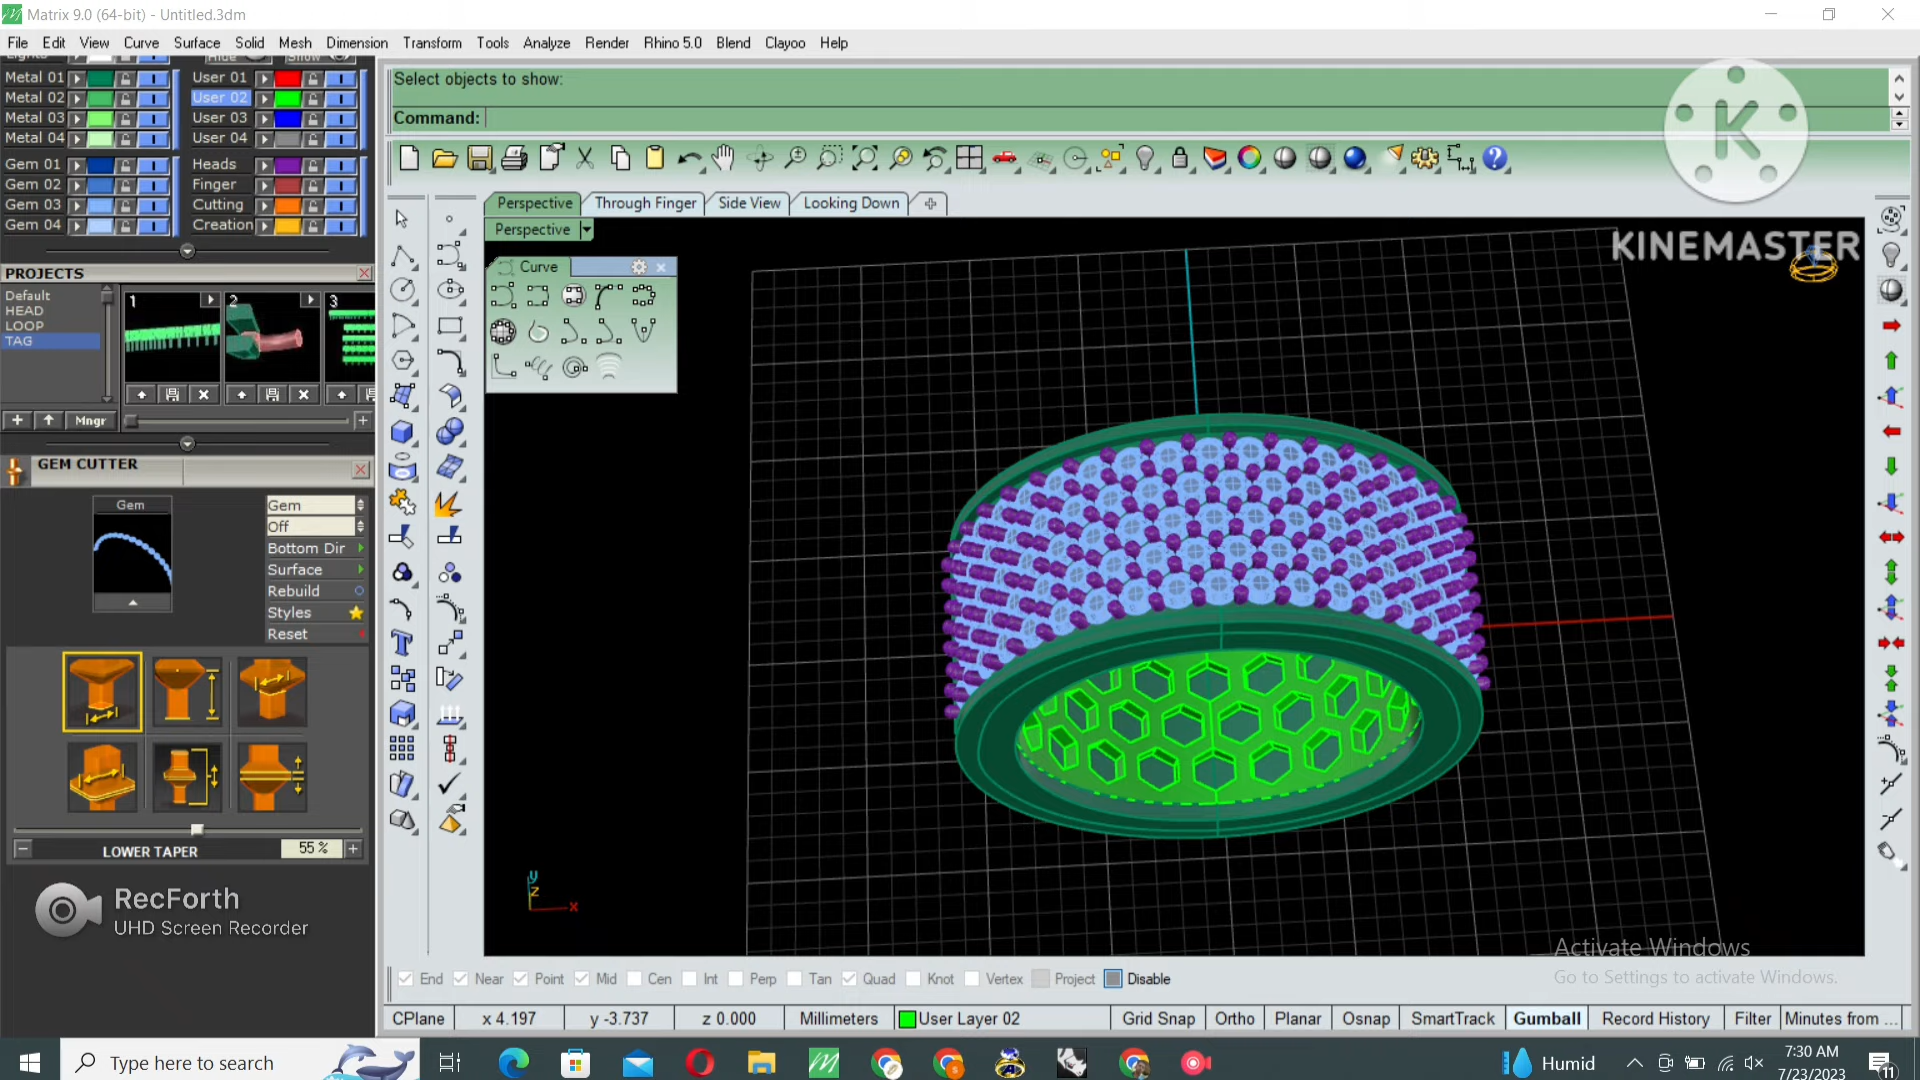 Matrix 9.0 (64-bit) - Untitled.3dm
File Edit View Curve Surface Solid Mesh Dimension Transform Tools Analyze Render Rhino 5.0 Blend Clayoo Help
Lights Hide Show
Metal 01 User 01
Metal 02 User 02
Metal 03 User 03
Metal 04 User 04
Gem 01 Heads
Gem 02 Finger
Gem 03 Cutting
Gem 04 Creation
Select objects to show:
Command:
K
KINEMASTER
Perspective Through Finger Side View Looking Down
Perspective
Curve
PROJECTS
Default
HEAD
LOOP
TAG
1 2 3
Mngr
GEM CUTTER
Gem
Gem
Off
Bottom Dir
Surface
Rebuild
Styles
Reset
LOWER TAPER 55 %
RecForth
UHD Screen Recorder
y
z
x
Activate Windows
Go to Settings to activate Windows.
End Near Point Mid Cen Int Perp Tan Quad Knot Vertex Project Disable
CPlane x 4.197 y -3.737 z 0.000 Millimeters User Layer 02 Grid Snap Ortho Planar Osnap SmartTrack Gumball Record History Filter Minutes from ...
Type here to search
Humid
7:30 AM
7/23/2023
11